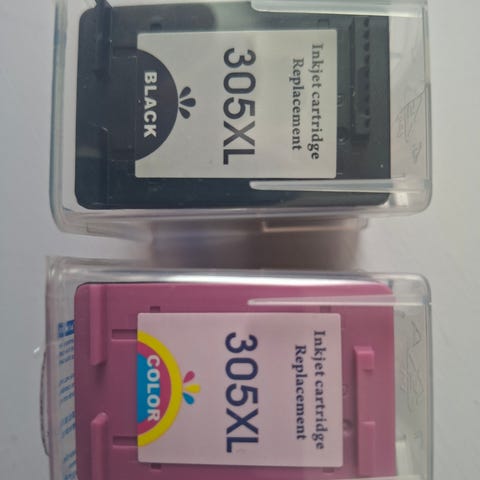 Inkjet cartridge
Replacement
305XL
BLACK
Inkjet cartridge
Replacement
305XL
COLOR